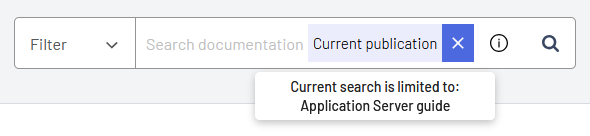 Filter Search documentation Current publication
Current search is limited to:
Application Server guide